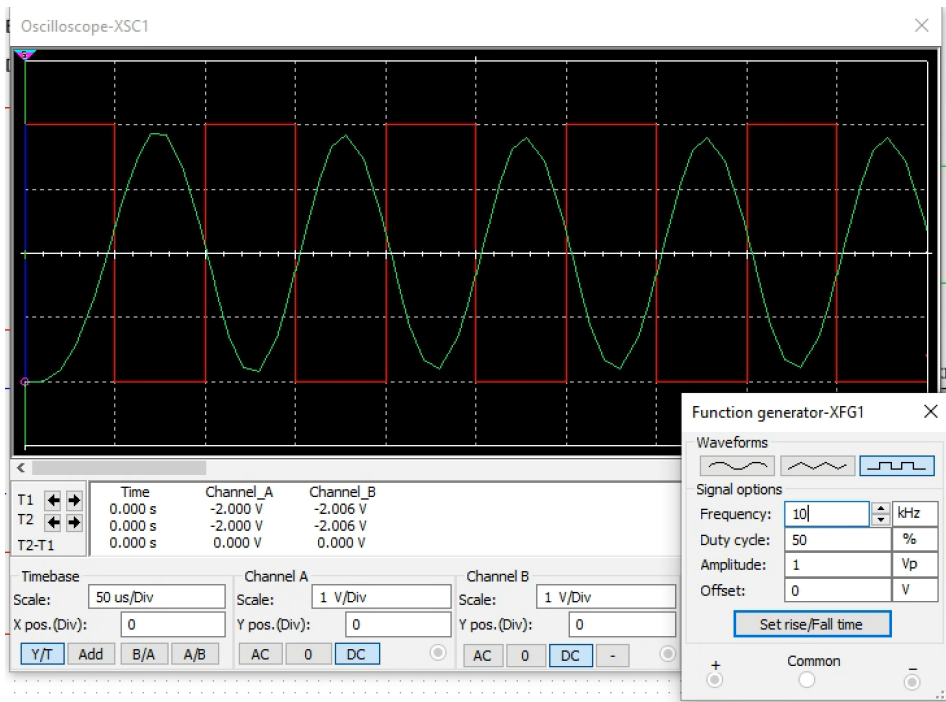 Oscilloscope-XSC1
T1
T2
T2-T1
Time Channel_A Channel_B
0.000 s -2.000 V -2.006 V
0.000 s -2.000 V -2.006 V
0.000 s 0.000 V 0.000 V
Timebase
Scale: 50 us/Div
X pos.(Div): 0
Y/T Add B/A A/B
Channel A
Scale: 1 V/Div
Y pos.(Div): 0
AC 0 DC
Channel B
Scale: 1 V/Div
Y pos.(Div): 0
AC 0 DC -
Function generator-XFG1
Waveforms
Signal options
Frequency: 10 kHz
Duty cycle: 50 %
Amplitude: 1 Vp
Offset: 0 V
Set rise/Fall time
+ Common −